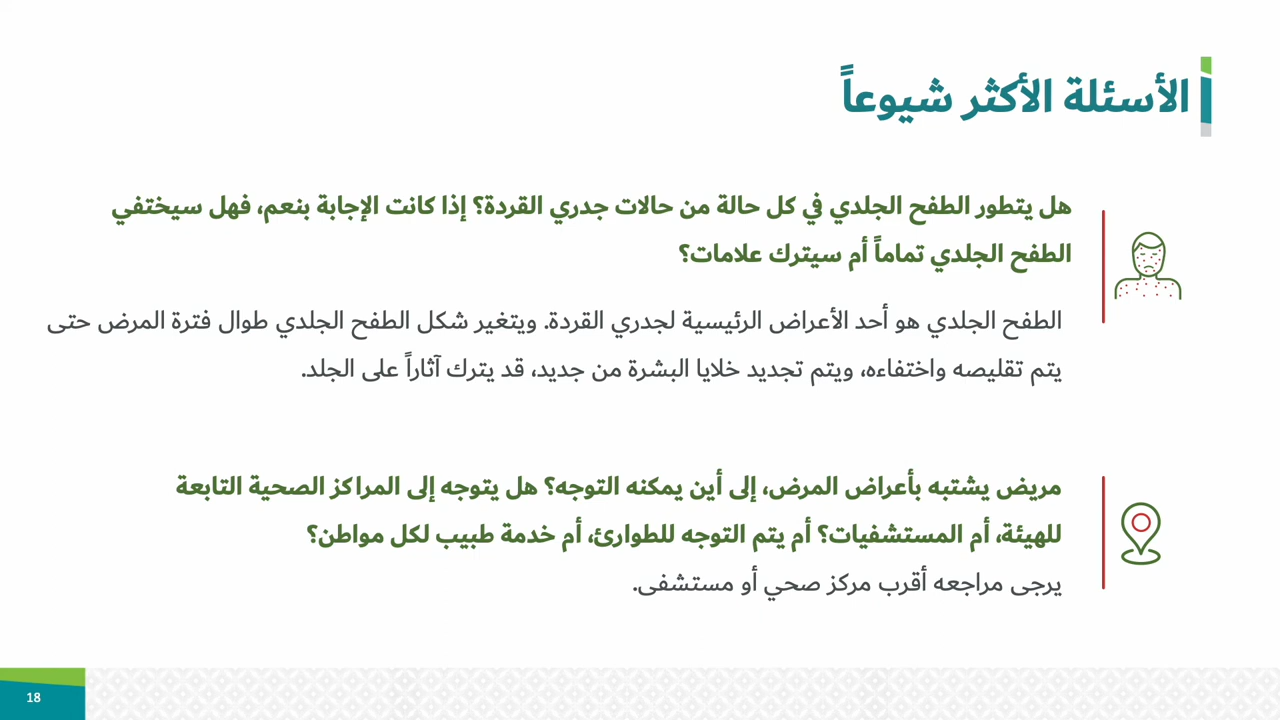 الأسئلة الأكثر شيوعاً
هل يتطور الطفح الجلدي في كل حالة من حالات جدري القردة؟ إذا كانت الإجابة بنعم، فهل سيختفي
الطفح الجلدي تماماً أم سيترك علامات؟
الطفح الجلدي هو أحد الأعراض الرئيسية لجدري القردة. ويتغير شكل الطفح الجلدي طوال فترة المرض حتى
يتم تقليصه واختفاءه، ويتم تجديد خلايا البشرة من جديد، قد يترك آثاراً على الجلد.
مريض يشتبه بأعراض المرض، إلى أين يمكنه التوجه؟ هل يتوجه إلى المراكز الصحية التابعة
للهيئة، أم المستشفيات؟ أم يتم التوجه للطوارئ، أم خدمة طبيب لكل مواطن؟
يرجى مراجعه أقرب مركز صحي أو مستشفى.
18